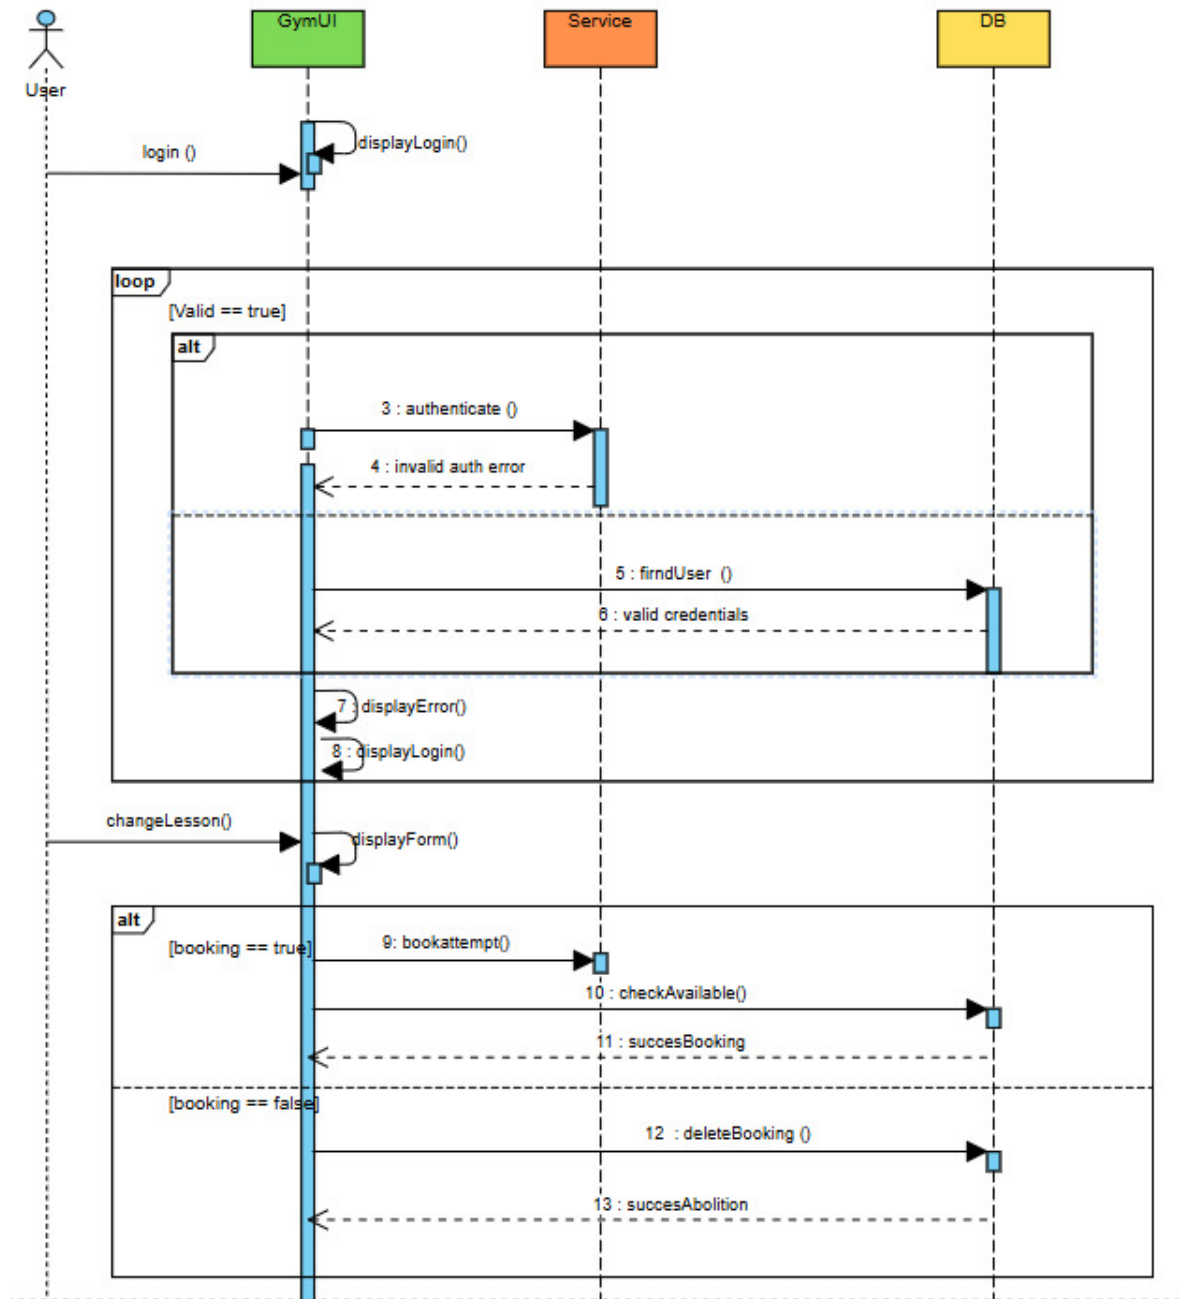 GymUI
Service
DB
User
displayLogin()
login ()
loop
[Valid == true]
alt
3 : authenticate ()
4 : invalid auth error
5 : firndUser ()
6 : valid credentials
7 : displayError()
8 : displayLogin()
changeLesson()
displayForm()
alt
[booking == true]
9: bookattempt()
10 : checkAvailable()
11 : succesBooking
[booking == false]
12 : deleteBooking ()
13 : succesAbolition